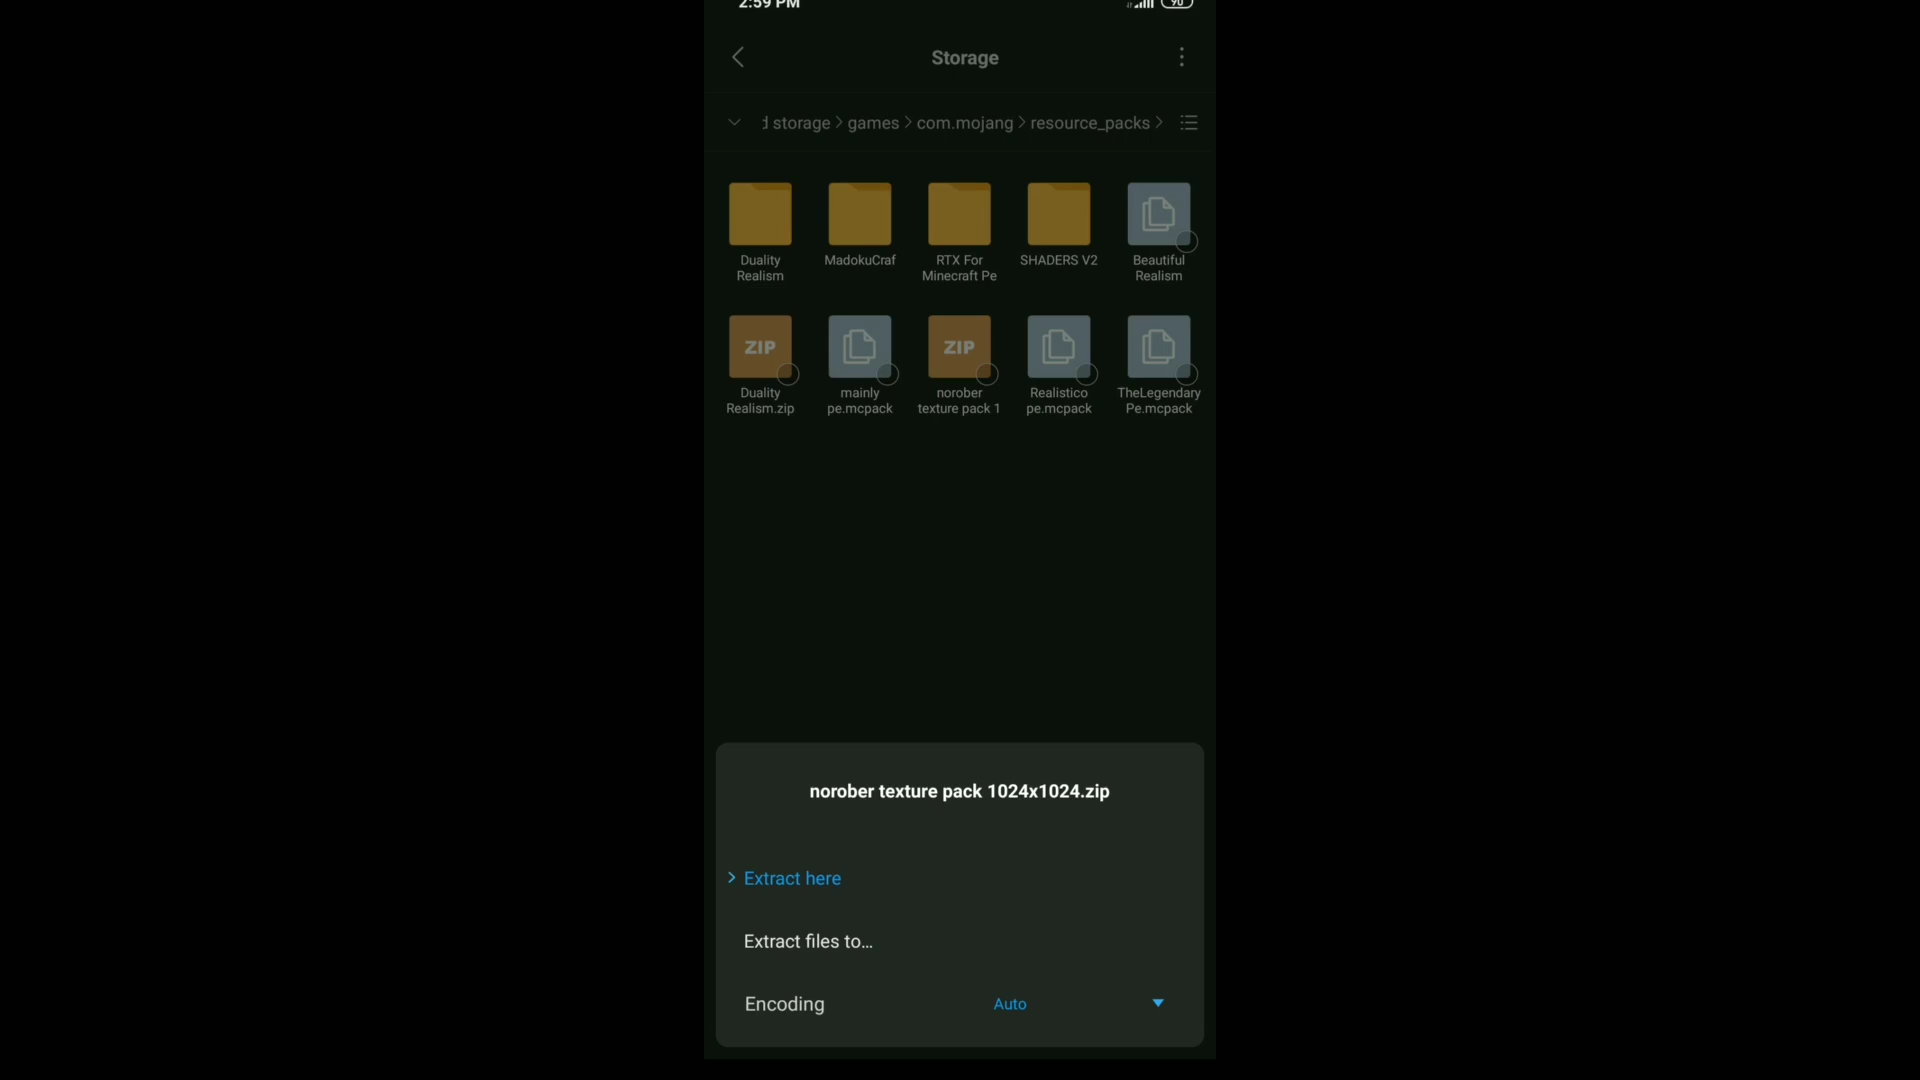 2:59 PM
90
Storage
d storage > games > com.mojang > resource_packs >
Duality
Realism
MadokuCraf
RTX For
Minecraft Pe
SHADERS V2
Beautiful
Realism
ZIP
ZIP
Duality
Realism.zip
mainly
pe.mcpack
norober
texture pack 1
Realistico
pe.mcpack
TheLegendary
Pe.mcpack
norober texture pack 1024x1024.zip
> Extract here
Extract files to...
Encoding Auto